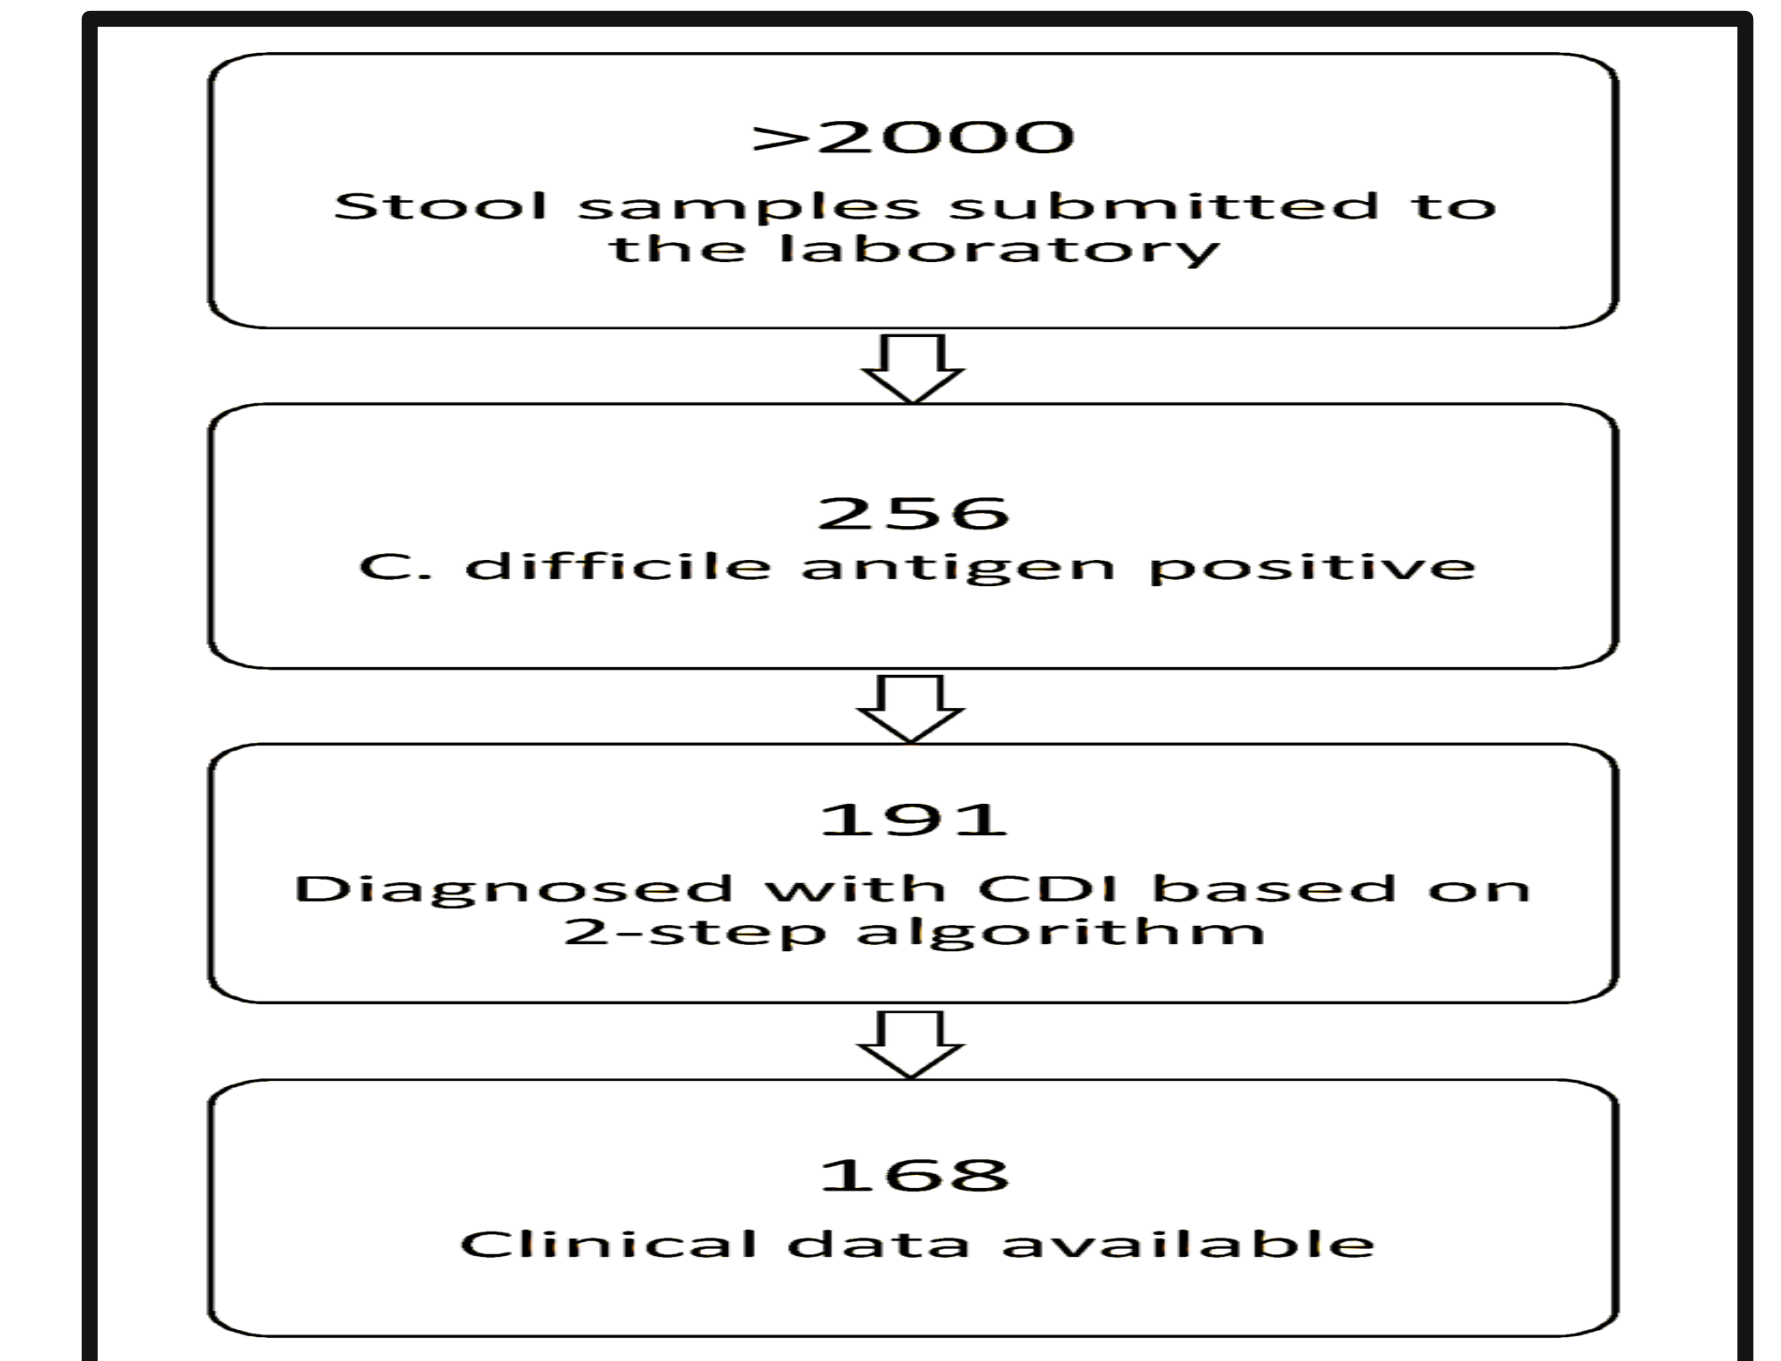 >2000
Stool samples submitted to
the laboratory
256
C. difficile antigen positive
191
Diagnosed with CDI based on
2-step algorithm
168
Clinical data available